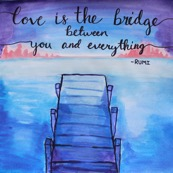 Love is the bridge
between
you and everything
-RUMI